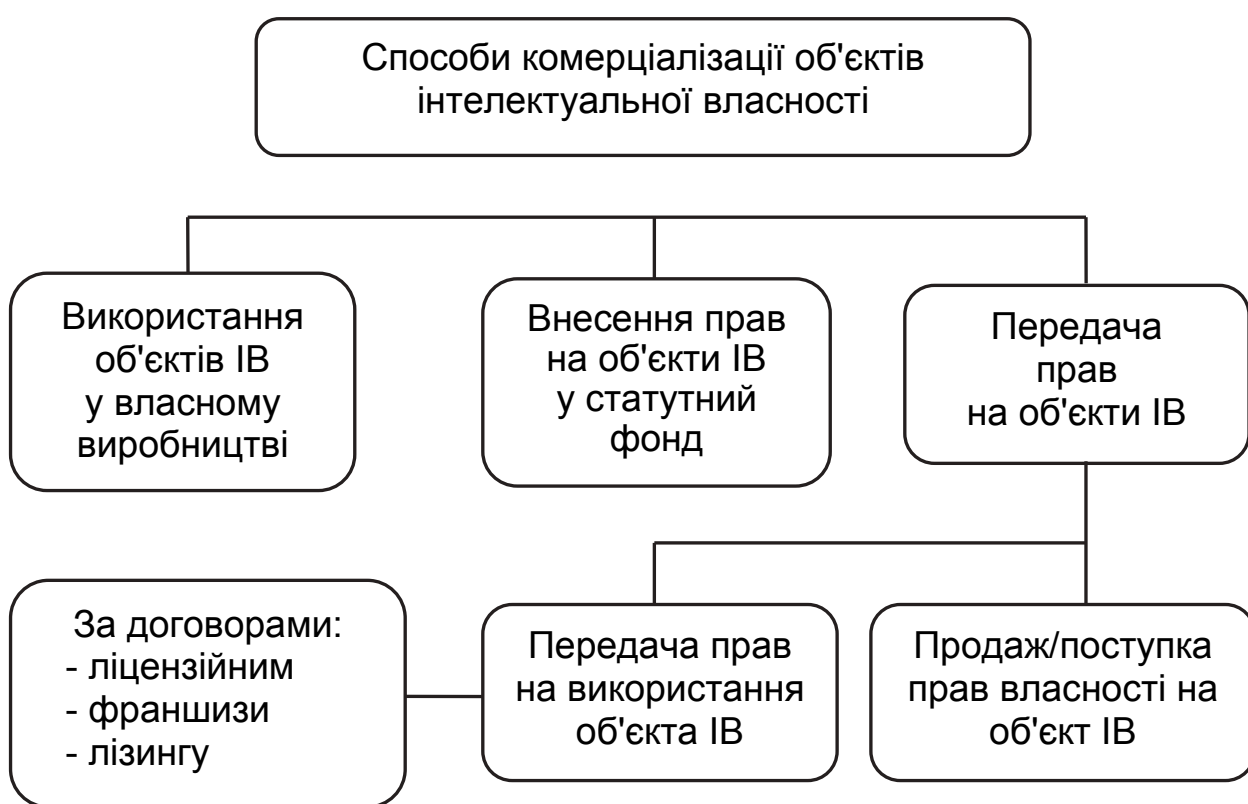 Способи комерціалізації об'єктів
інтелектуальної власності
Використання
об'єктів ІВ
у власному
виробництві
Внесення прав
на об'єкти ІВ
у статутний
фонд
Передача
прав
на об'єкти ІВ
За договорами:
- ліцензійним
- франшизи
- лізингу
Передача прав
на використання
об'єкта ІВ
Продаж/поступка
прав власності на
об'єкт ІВ